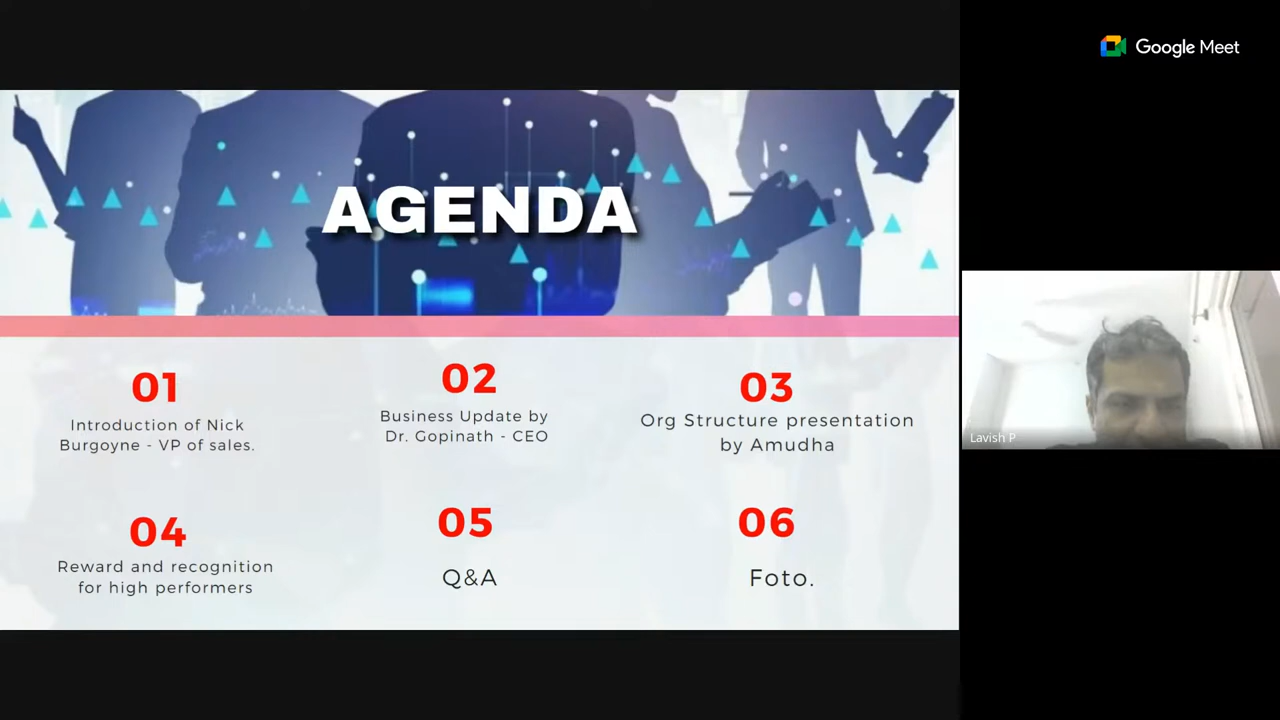 Google Meet
AGENDA
01
Introduction of Nick
Burgoyne - VP of sales.
02
Business Update by
Dr. Gopinath - CEO
03
Org Structure presentation
by Amudha
04
Reward and recognition
for high performers
05
Q&A
06
Foto.
Lavish P